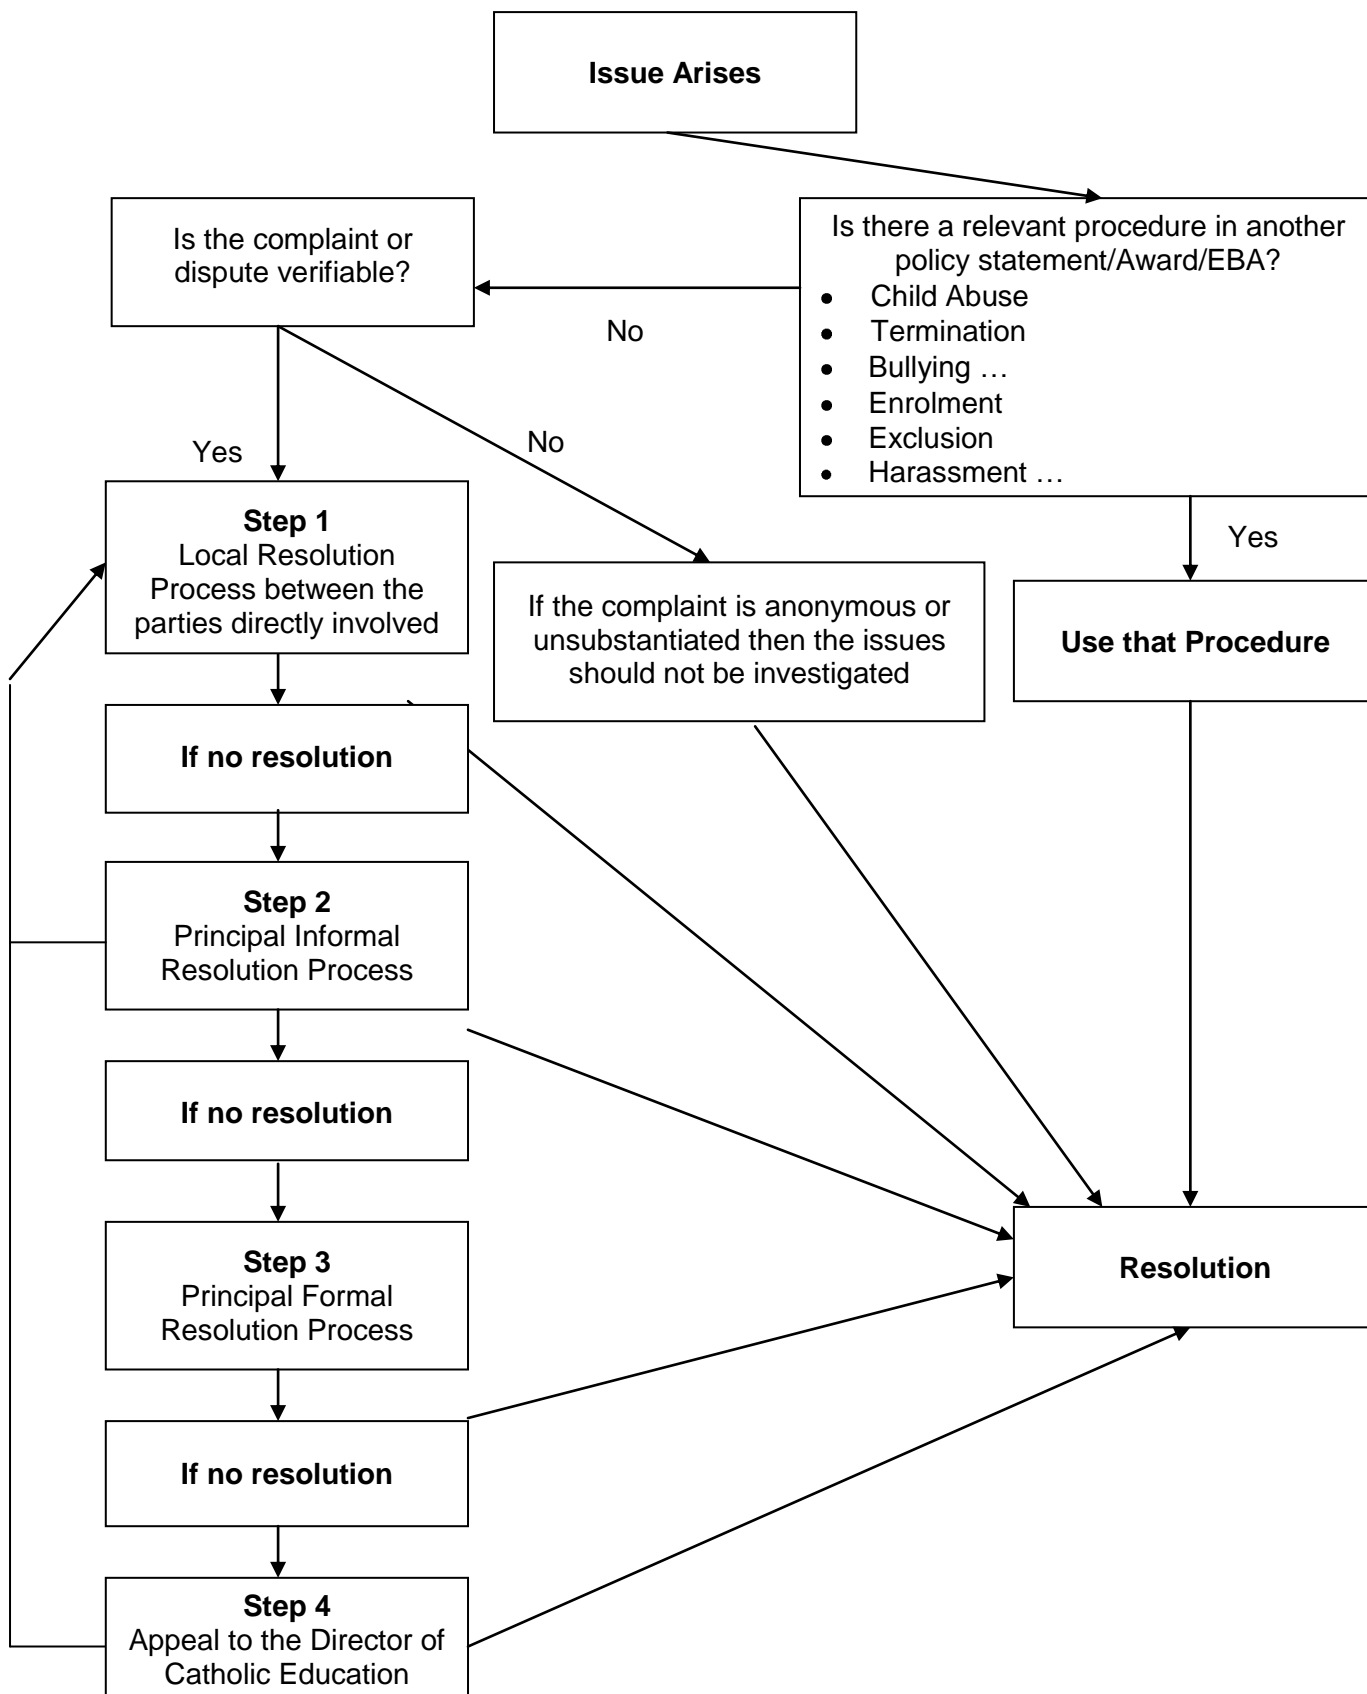 Issue Arises
Is the complaint or
dispute verifiable?
Is there a relevant procedure in another
policy statement/Award/EBA?
● Child Abuse
● Termination
● Bullying …
● Enrolment
● Exclusion
● Harassment …
No
Yes
No
Yes
Step 1
Local Resolution
Process between the
parties directly involved
If the complaint is anonymous or
unsubstantiated then the issues
should not be investigated
Use that Procedure
If no resolution
Step 2
Principal Informal
Resolution Process
If no resolution
Step 3
Principal Formal
Resolution Process
Resolution
If no resolution
Step 4
Appeal to the Director of
Catholic Education